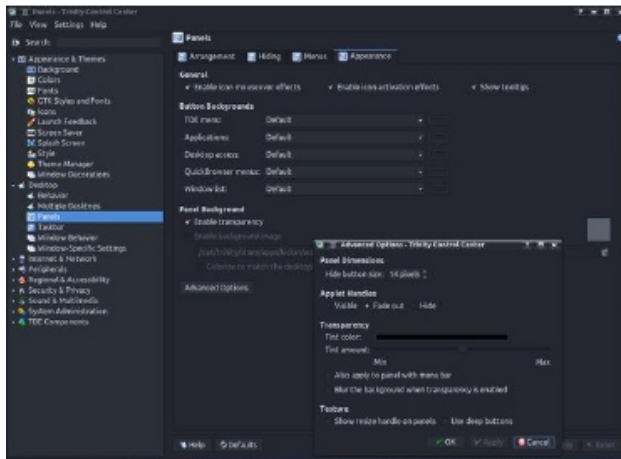 Panels - Trinity Control Center
File View Settings Help
Search:
Appearance & Themes
Background
Colors
Fonts
GTK Styles and Fonts
Icons
Launch Feedback
Screen Saver
Splash Screen
Style
Theme Manager
Window Decorations
Desktop
Behavior
Multiple Desktops
Panels
Taskbar
Window Behavior
Window-Specific Settings
Internet & Network
Peripherals
Regional & Accessibility
Security & Privacy
Sound & Multimedia
System Administration
TDE Components
Panels
Arrangement Hiding Menus Appearance
General
Enable icon mouseover effects Enable icon activation effects Show tooltips
Button Backgrounds
TDE menu: Default
Applications: Default
Desktop access: Default
QuickBrowser menus: Default
Window list: Default
Panel Background
Enable transparency
Enable background image
Colorize to match the desktop
Advanced Options
Help Defaults
Reset
Advanced Options - Trinity Control Center
Panel Dimensions
Hide button size: 14 pixels
Applet Handles
Visible Fade out Hide
Transparency
Tint color:
Tint amount:
Min Max
Also apply to panel with menu bar
Blur the background when transparency is enabled
Texture
Show resize handle on panels Use deep buttons
OK Apply Cancel